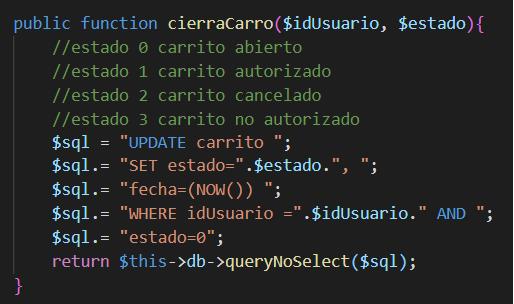 public function cierraCarro($idUsuario, $estado){
//estado 0 carrito abierto
//estado 1 carrito autorizado
//estado 2 carrito cancelado
//estado 3 carrito no autorizado
$sql = "UPDATE carrito ";
$sql.= "SET estado=".$estado.", ";
$sql.= "fecha=(NOW()) ";
$sql.= "WHERE idUsuario =".$idUsuario." AND ";
$sql.= "estado=0";
return $this->db->queryNoSelect($sql);
}